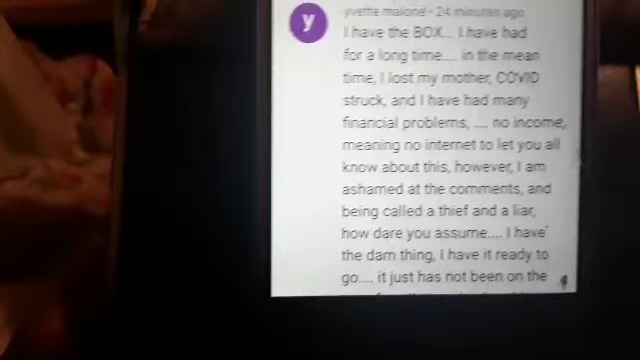 y
yvette malone • 24 minutes ago
I have the BOX... I have had
for a long time.... in the mean
time, I lost my mother, COVID
struck, and I have had many
financial problems, .... no income,
meaning no internet to let you all
know about this, however, I am
ashamed at the comments, and
being called a thief and a liar,
how dare you assume.... I have
the dam thing, I have it ready to
go.... it just has not been on the